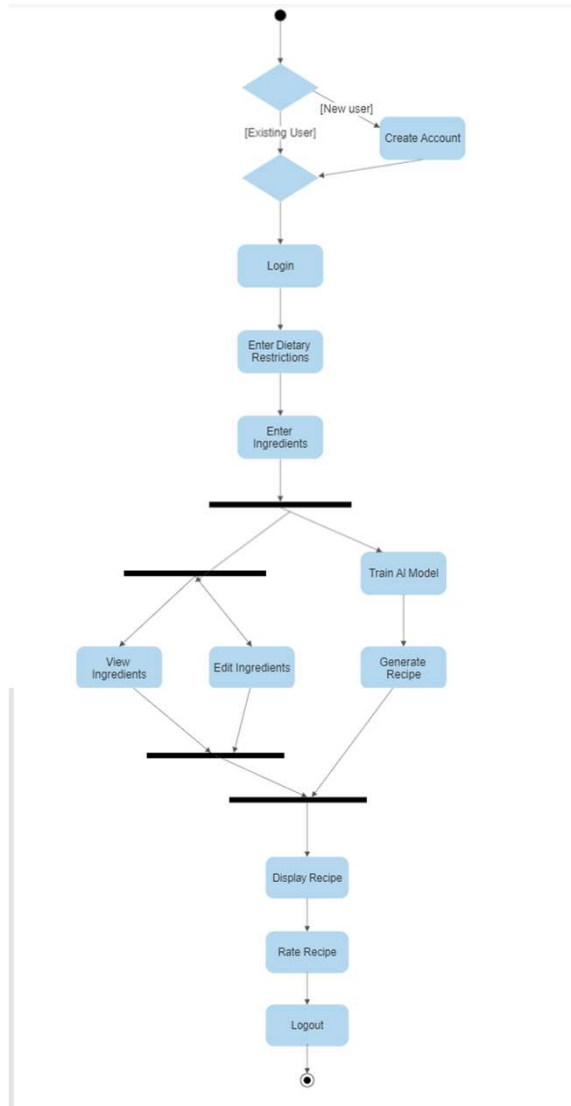 [New user]
Create Account
[Existing User]
Login
Enter Dietary
Restrictions
Enter
Ingredients
Train AI Model
View
Ingredients
Edit Ingredients
Generate
Recipe
Display Recipe
Rate Recipe
Logout